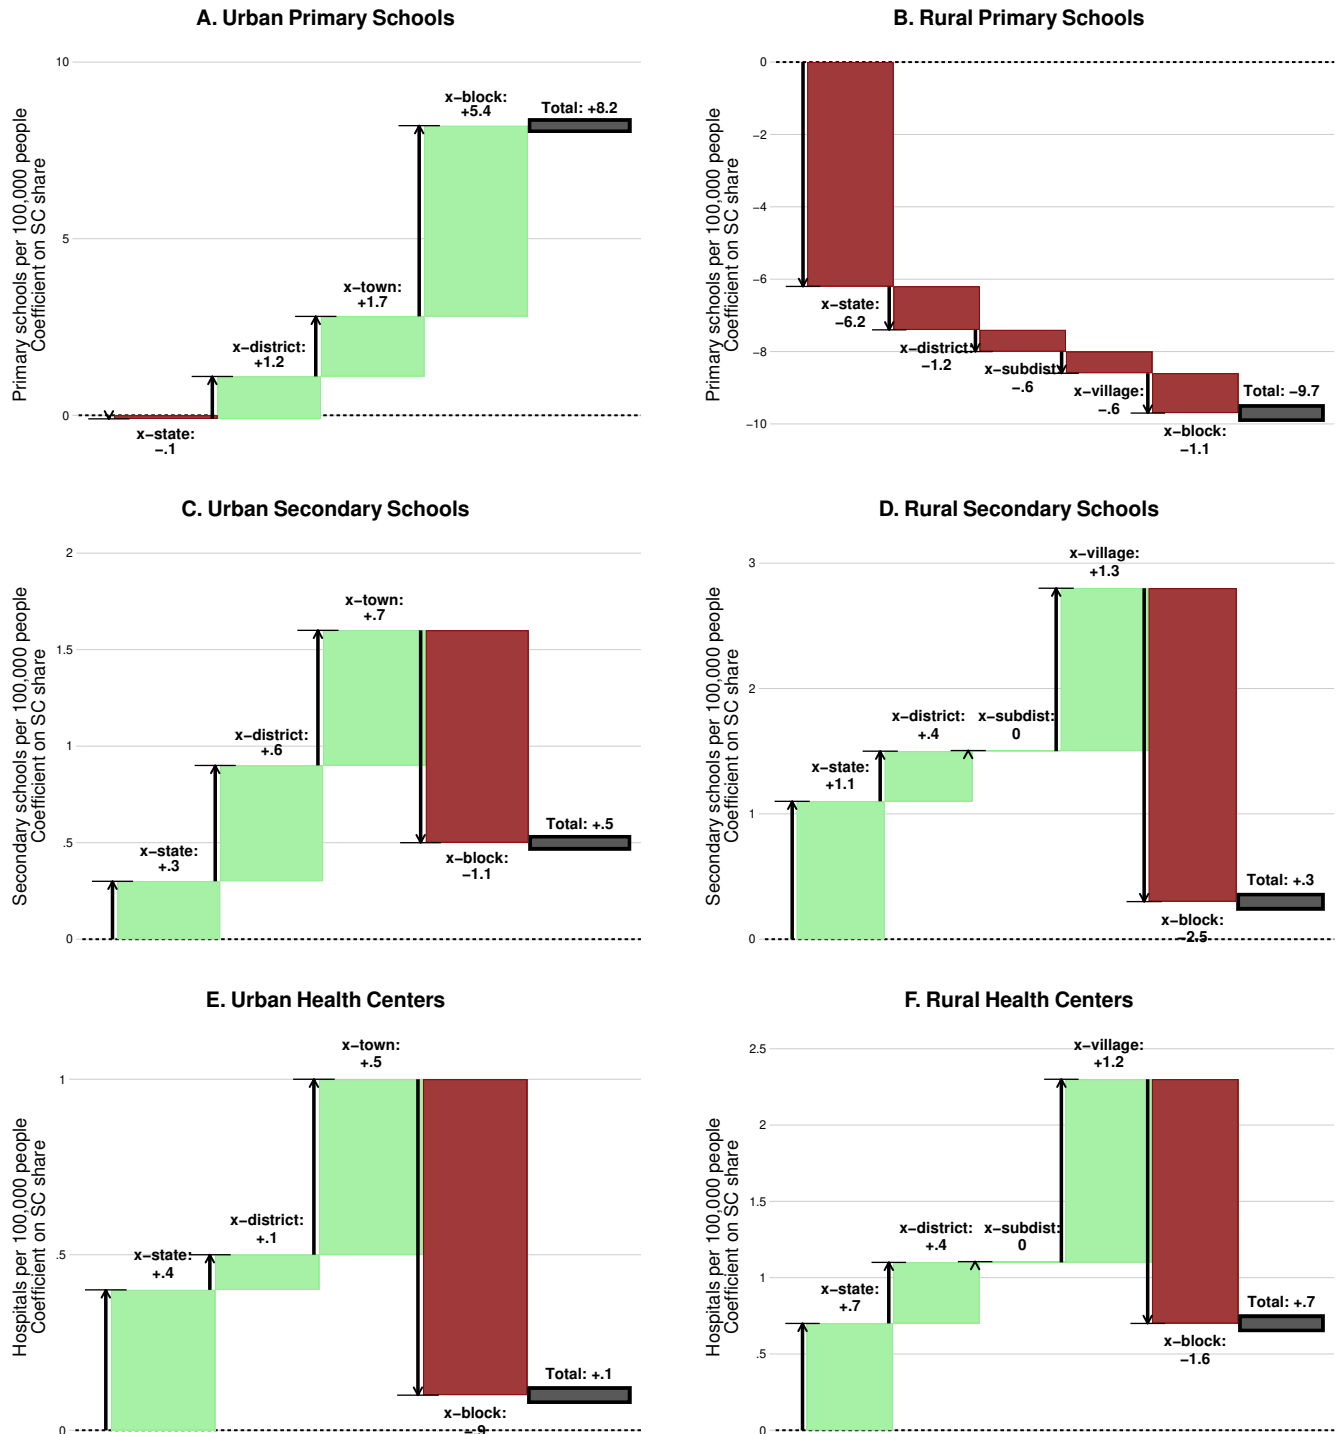 A. Urban Primary Schools
Primary schools per 100,000 people
Coefficient on SC share
10
5
0
x−state:
−.1
x−district:
+1.2
x−town:
+1.7
x−block:
+5.4
Total: +8.2
B. Rural Primary Schools
Primary schools per 100,000 people
Coefficient on SC share
0
−2
−4
−6
−8
−10
x−state:
−6.2
x−district:
−1.2
x−subdist:
−.6
x−village:
−.6
x−block:
−1.1
Total: −9.7
C. Urban Secondary Schools
Secondary schools per 100,000 people
Coefficient on SC share
2
1.5
1
.5
0
x−state:
+.3
x−district:
+.6
x−town:
+.7
x−block:
−1.1
Total: +.5
D. Rural Secondary Schools
Secondary schools per 100,000 people
Coefficient on SC share
3
2
1
0
x−state:
+1.1
x−district:
+.4
x−subdist:
0
x−village:
+1.3
x−block:
−2.5
Total: +.3
E. Urban Health Centers
Hospitals per 100,000 people
Coefficient on SC share
1
.5
0
x−state:
+.4
x−district:
+.1
x−town:
+.5
x−block:
−.9
Total: +.1
F. Rural Health Centers
Hospitals per 100,000 people
Coefficient on SC share
2.5
2
1.5
1
.5
0
x−state:
+.7
x−district:
+.4
x−subdist:
0
x−village:
+1.2
x−block:
−1.6
Total: +.7